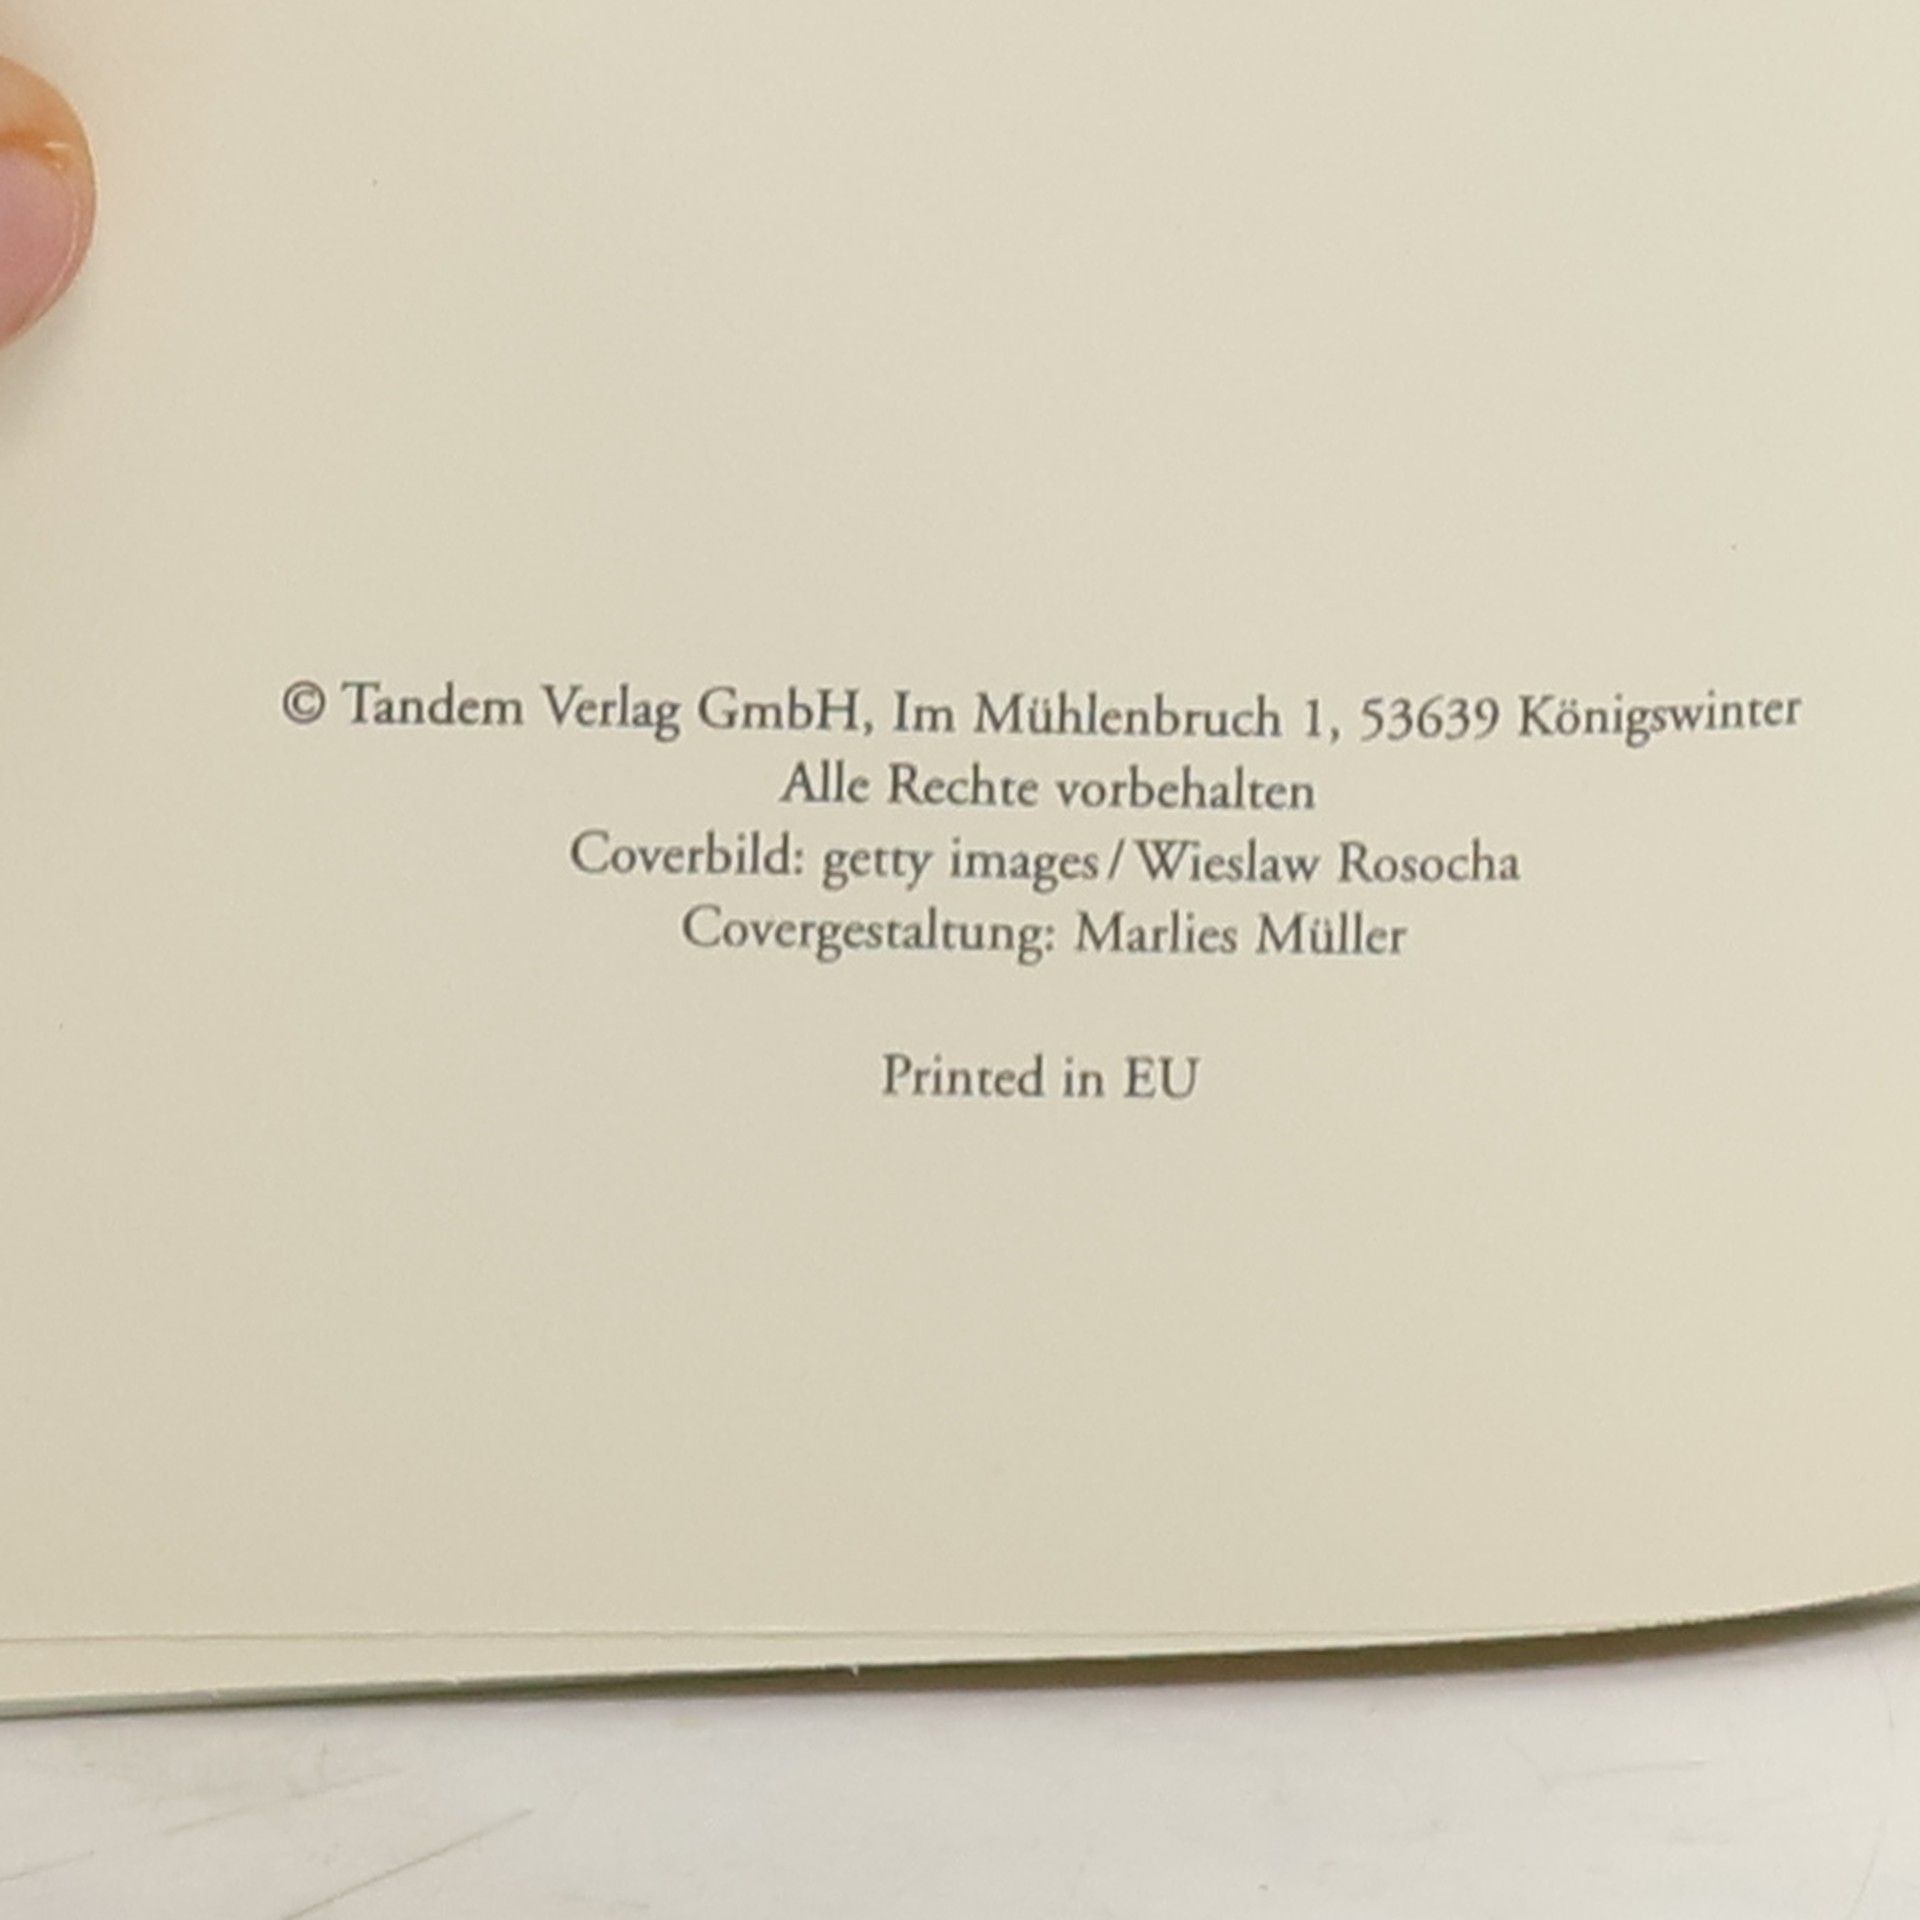 © Tandem Verlag GmbH, Im Mühlenbruch 1, 53639 Königswinter
Alle Rechte vorbehalten
Coverbild: getty images/Wieslaw Rosocha
Covergestaltung: Marlies Müller
Printed in EU